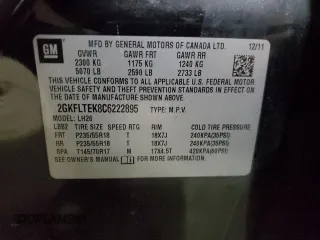 GM
MFD BY GENERAL MOTORS OF CANADA LTD. 12/11
GVWR GAWR FRT GAWR RR
2300 KG 1175 KG 1240 KG
5070 LB 2590 LB 2733 LB
THIS VEHICLE CONFORMS TO ALL APPLICABLE U.S. FEDERAL MOTOR
VEHICLE SAFETY, BUMPER, AND THEFT PREVENTION STANDARDS IN
EFFECT ON THE DATE OF MANUFACTURE SHOWN ABOVE.
2GKFLTEK8C6222895 TYPE: M.P.V.
MODEL: LH26
TIRE SIZE SPEED RTG RIM COLD TIRE PRESSURE
FRT P235/55R18 T 18X7J 240KPA(35PSI)
RR P235/55R18 T 18X7J 240KPA(35PSI)
SPA T145/70R17 M 17X4.5T 420KPA(60PSI)
SEE OWNER'S MANUAL FOR MORE INFORMATION.